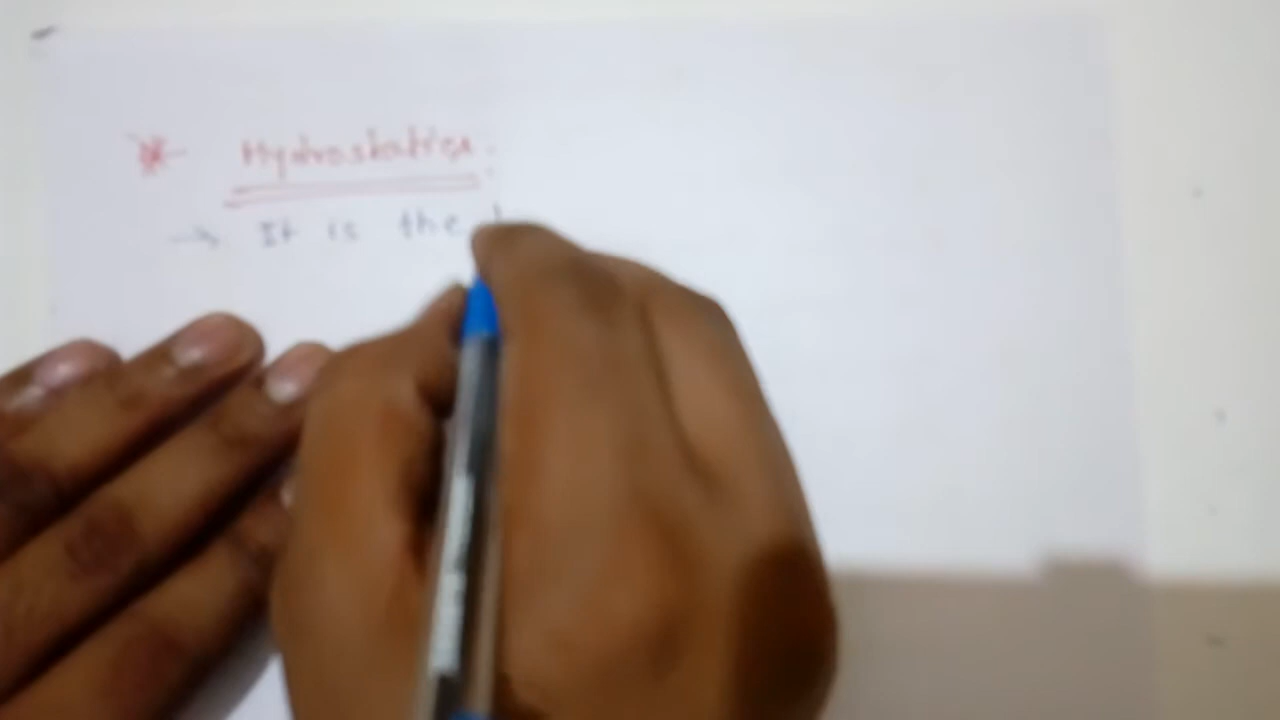 Hydrostatics:
→ It is the